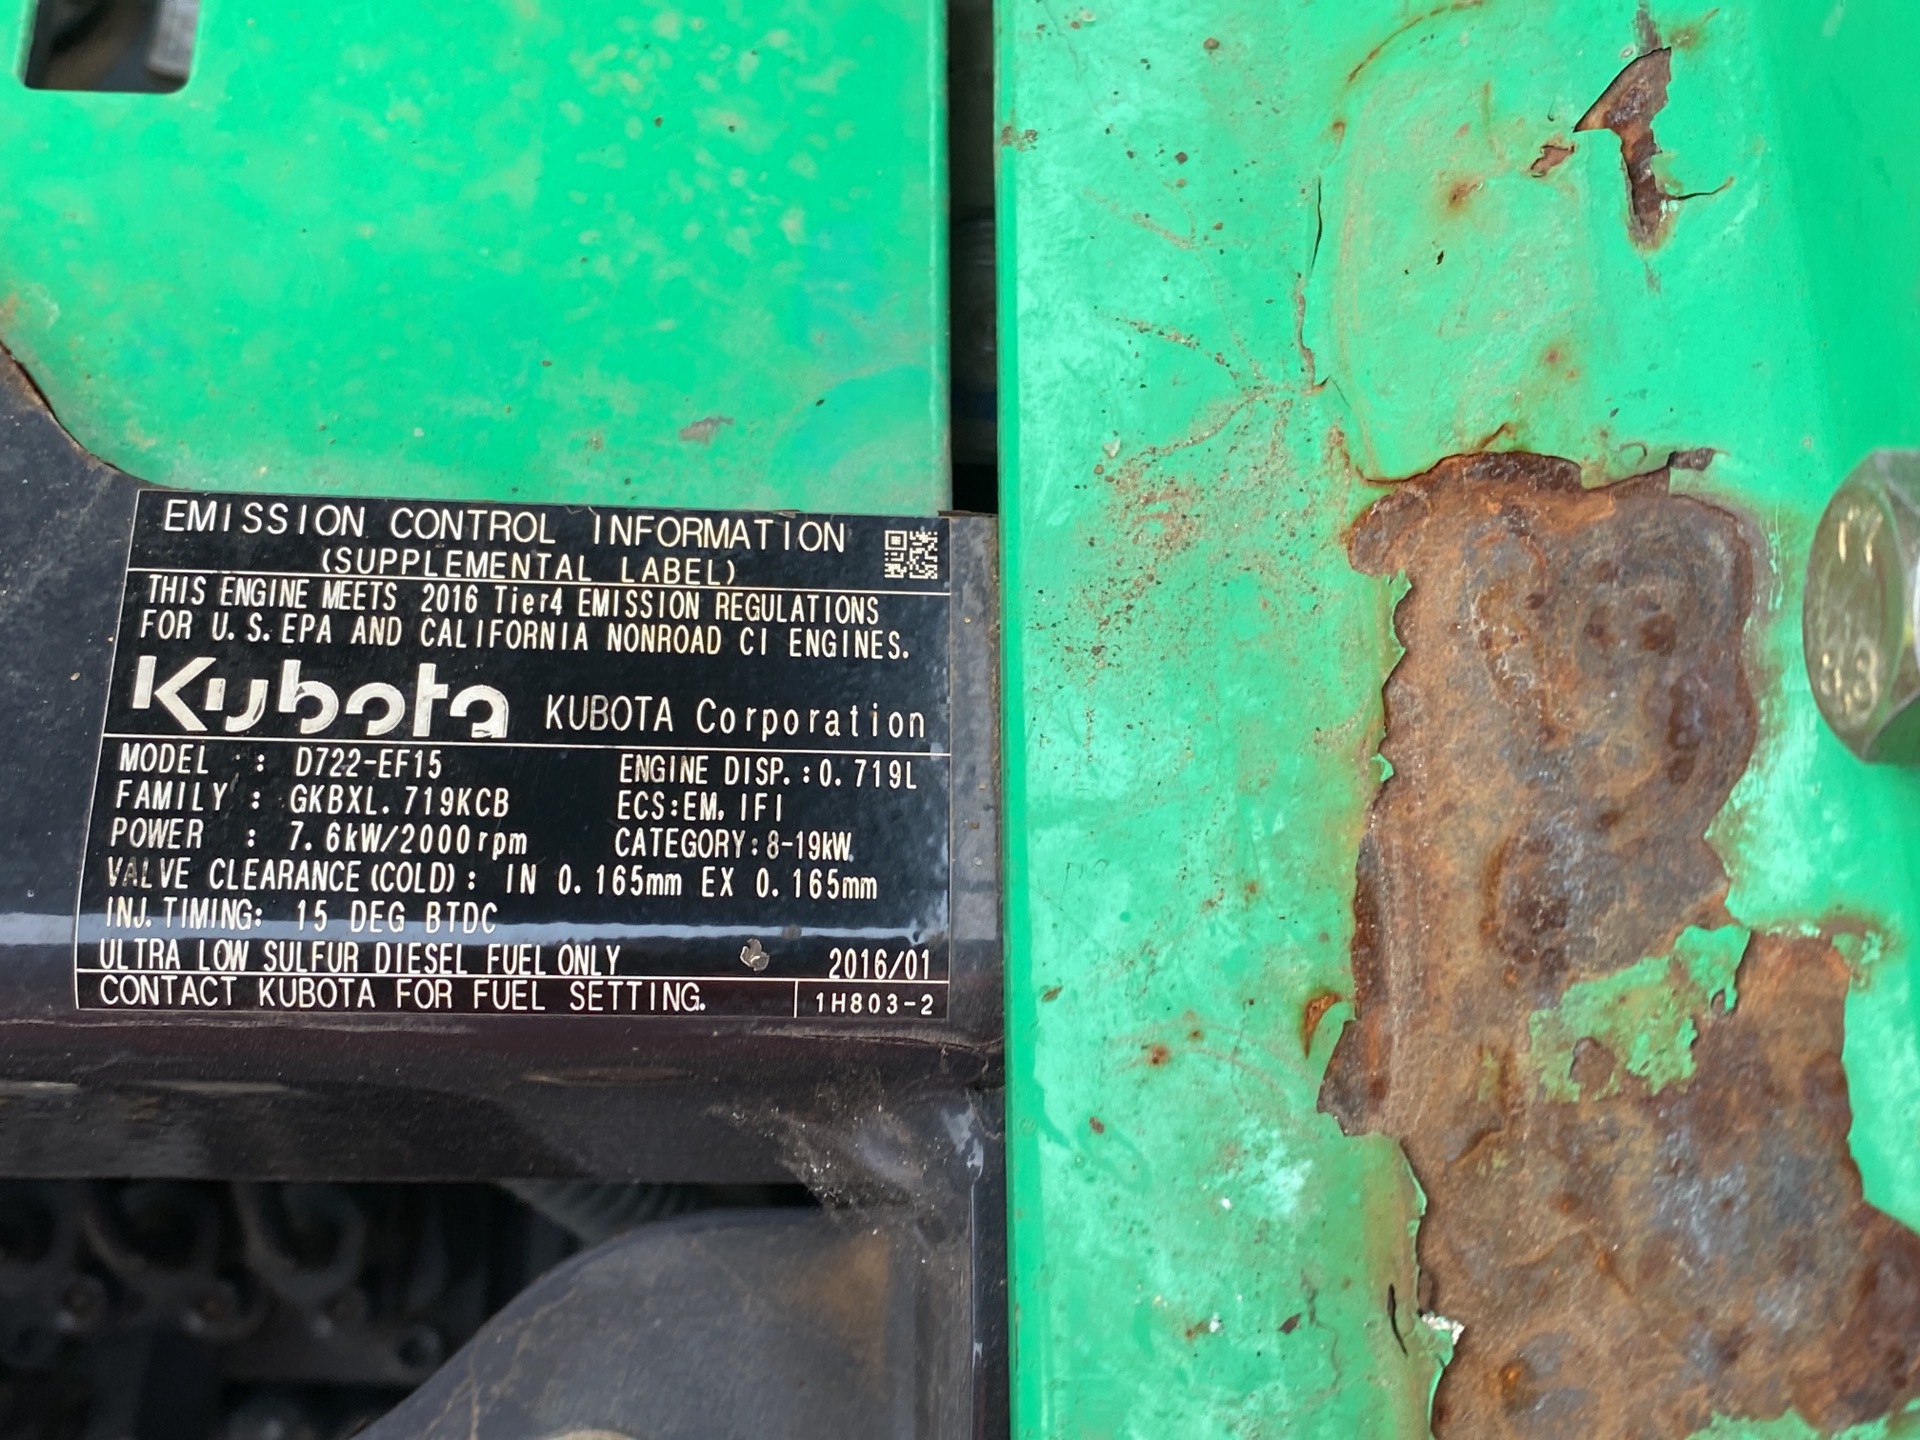 EMISSION CONTROL INFORMATION
(SUPPLEMENTAL LABEL)
THIS ENGINE MEETS 2016 Tier4 EMISSION REGULATIONS
FOR U.S.EPA AND CALIFORNIA NONROAD CI ENGINES.
Kubota KUBOTA Corporation
MODEL : D722-EF15 ENGINE DISP.:0.719L
FAMILY : GKBXL.719KCB ECS:EM, IFI
POWER : 7.6kW/2000rpm CATEGORY:8-19kW
VALVE CLEARANCE(COLD): IN 0.165mm EX 0.165mm
INJ.TIMING: 15 DEG BTDC
ULTRA LOW SULFUR DIESEL FUEL ONLY 2016/01
CONTACT KUBOTA FOR FUEL SETTING. 1H803-2
8.8